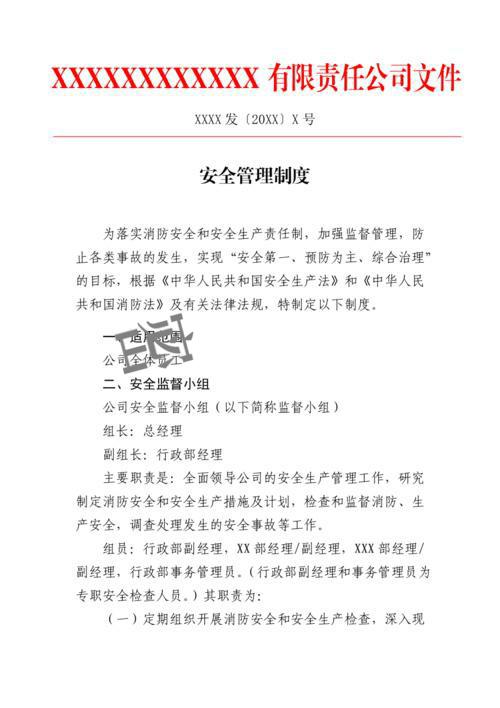 XXXXXXXXXXXX 有限责任公司文件
XXXX 发〔20XX〕X 号
安全管理制度
为落实消防安全和安全生产责任制，加强监督管理，防
止各类事故的发生，实现“安全第一、预防为主、综合治理”
的目标，根据《中华人民共和国安全生产法》和《中华人民
共和国消防法》及有关法律法规，特制定以下制度。
一、适用范围
公司全体员工
二、安全监督小组
公司安全监督小组（以下简称监督小组）
组长：总经理
副组长：行政部经理
主要职责是：全面领导公司的安全生产管理工作，研究
制定消防安全和安全生产措施及计划，检查和监督消防、生
产安全，调查处理发生的安全事故等工作。
组员：行政部副经理，XX 部经理/副经理，XXX 部经理/
副经理，行政部事务管理员。（行政部副经理和事务管理员为
专职安全检查人员。）其职责为：
（一）定期组织开展消防安全和安全生产检查，深入现